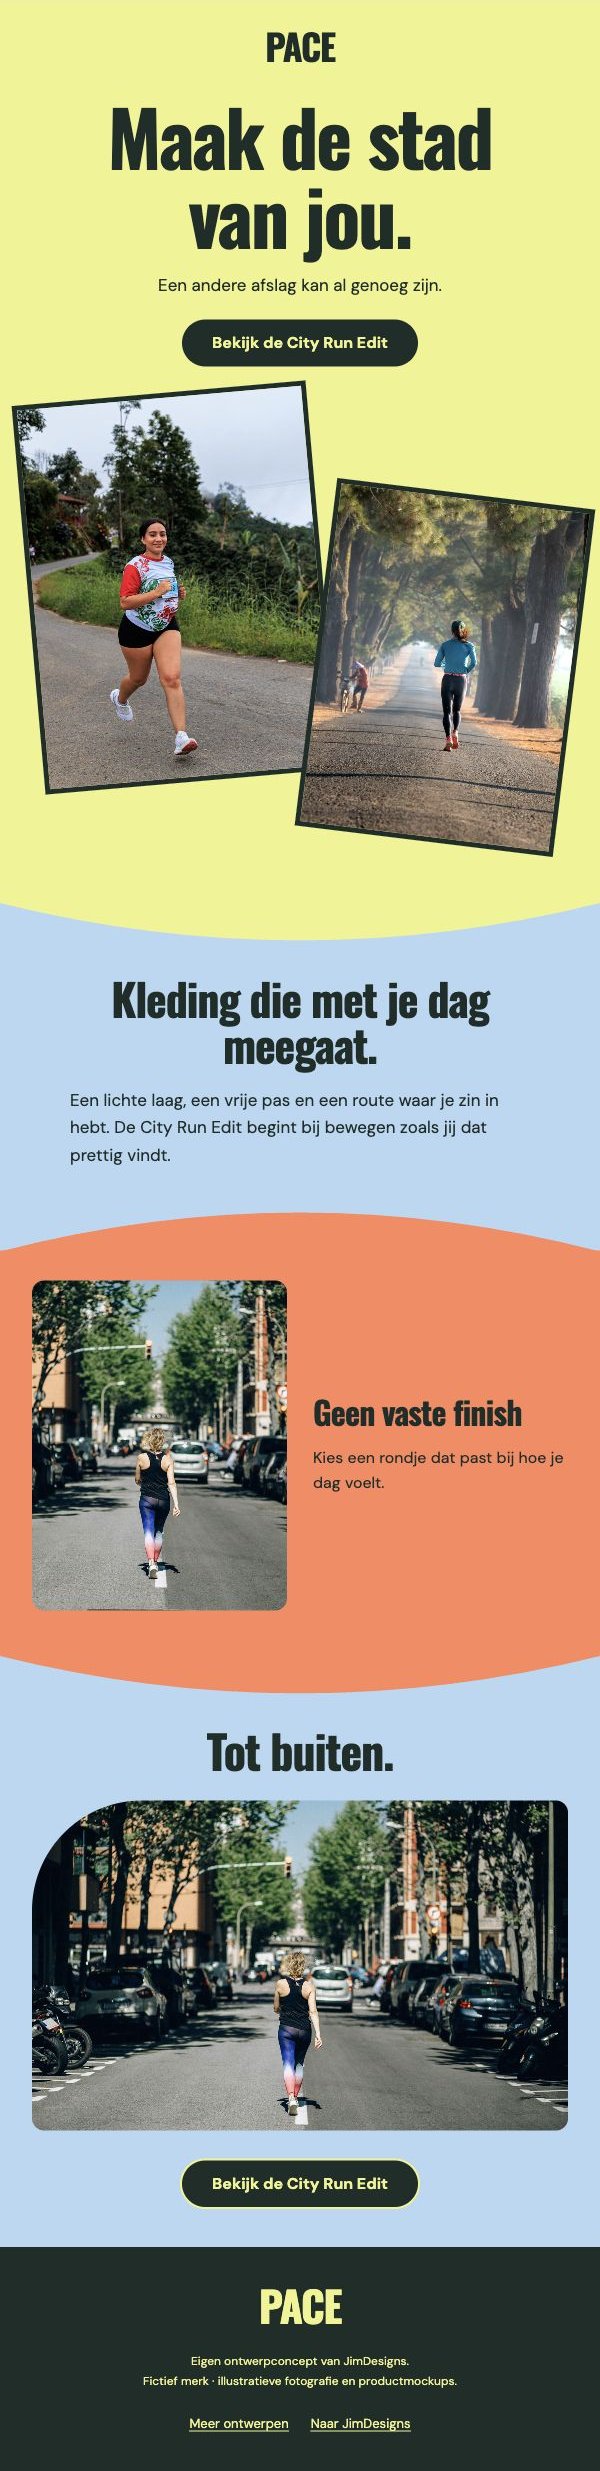 PACE
Maak de stad
van jou.
Een andere afslag kan al genoeg zijn.
Bekijk de City Run Edit
Kleding die met je dag
meegaat.
Een lichte laag, een vrije pas en een route waar je zin in
hebt. De City Run Edit begint bij bewegen zoals jij dat
prettig vindt.
Geen vaste finish
Kies een rondje dat past bij hoe je
dag voelt.
Tot buiten.
Bekijk de City Run Edit
PACE
Eigen ontwerpconcept van JimDesigns.
Fictief merk · illustratieve fotografie en productmockups.
Meer ontwerpen Naar JimDesigns